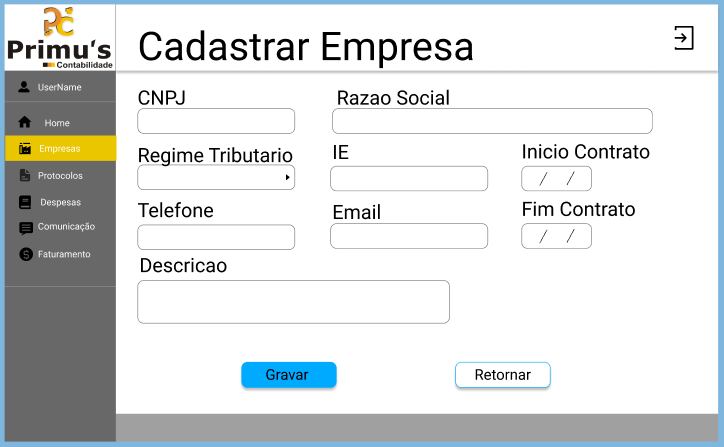 Primu's
Contabilidade
UserName
Home
Empresas
Protocolos
Despesas
Comunicação
Faturamento
Cadastrar Empresa
CNPJ
Razao Social
Regime Tributario
IE
Inicio Contrato
/ /
Telefone
Email
Fim Contrato
/ /
Descricao
Gravar
Retornar